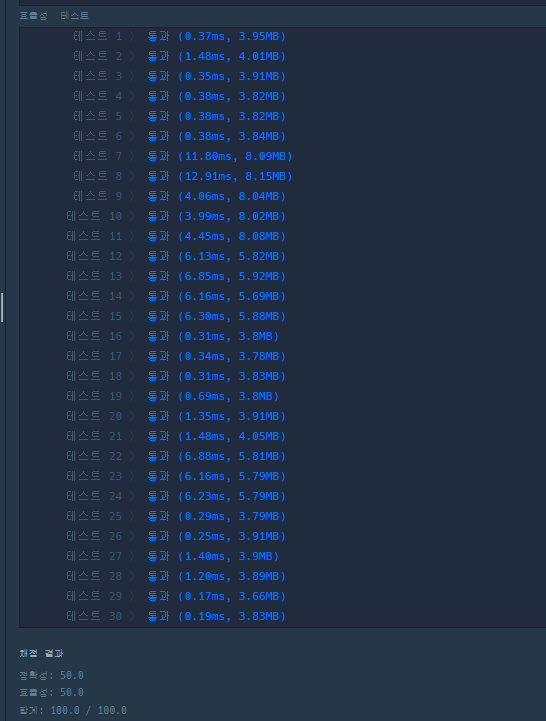 효율성 테스트
테스트 1 〉 통과 (0.37ms, 3.95MB)
테스트 2 〉 통과 (1.48ms, 4.01MB)
테스트 3 〉 통과 (0.35ms, 3.91MB)
테스트 4 〉 통과 (0.38ms, 3.82MB)
테스트 5 〉 통과 (0.38ms, 3.82MB)
테스트 6 〉 통과 (0.38ms, 3.84MB)
테스트 7 〉 통과 (11.80ms, 8.09MB)
테스트 8 〉 통과 (12.91ms, 8.15MB)
테스트 9 〉 통과 (4.06ms, 8.04MB)
테스트 10 〉 통과 (3.99ms, 8.02MB)
테스트 11 〉 통과 (4.45ms, 8.08MB)
테스트 12 〉 통과 (6.13ms, 5.82MB)
테스트 13 〉 통과 (6.85ms, 5.92MB)
테스트 14 〉 통과 (6.16ms, 5.69MB)
테스트 15 〉 통과 (6.30ms, 5.88MB)
테스트 16 〉 통과 (0.31ms, 3.8MB)
테스트 17 〉 통과 (0.34ms, 3.78MB)
테스트 18 〉 통과 (0.31ms, 3.83MB)
테스트 19 〉 통과 (0.69ms, 3.8MB)
테스트 20 〉 통과 (1.35ms, 3.91MB)
테스트 21 〉 통과 (1.48ms, 4.05MB)
테스트 22 〉 통과 (6.88ms, 5.81MB)
테스트 23 〉 통과 (6.16ms, 5.79MB)
테스트 24 〉 통과 (6.23ms, 5.79MB)
테스트 25 〉 통과 (0.29ms, 3.79MB)
테스트 26 〉 통과 (0.25ms, 3.91MB)
테스트 27 〉 통과 (1.40ms, 3.9MB)
테스트 28 〉 통과 (1.20ms, 3.89MB)
테스트 29 〉 통과 (0.17ms, 3.66MB)
테스트 30 〉 통과 (0.19ms, 3.83MB)
채점 결과
정확성: 50.0
효율성: 50.0
합계: 100.0 / 100.0